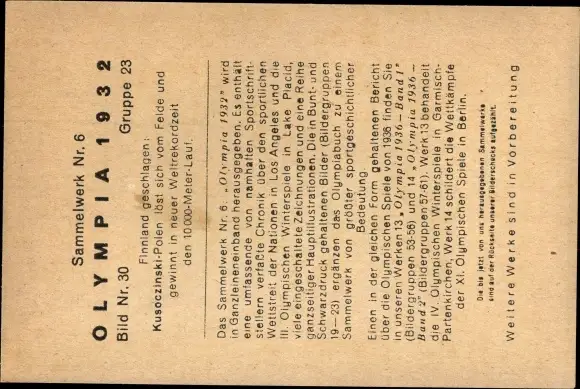 Sammelwerk Nr. 6
OLYMPIA 1932
Bild Nr. 30 Gruppe 23
Finnland geschlagen:
Kusoczinski-Polen löst sich vom Felde und
gewinnt in neuer Weltrekordzeit
den 10000-Meter-Lauf.
Das Sammelwerk Nr. 6 „Olympia 1932" wird
in Ganzleineneinband herausgegeben. Es enthält
eine umfassende von namhaften Sportschrift-
stellern verfaßte Chronik über den sportlichen
Wettstreit der Nationen in Los Angeles und die
III. Olympischen Winterspiele in Lake Placid,
viele eingeschaltete Zeichnungen und eine Reihe
ganzseitiger Hauptillustrationen. Die in Bunt- und
Schwarzdruck gehaltenen Bilder (Bildergruppen
19—23) ergänzen das Olympiabuch zu einem
Sammelwerk von größter sportgeschichtlicher
Bedeutung.
Einen in der gleichen Form gehaltenen Bericht
über die Olympischen Spiele von 1936 finden Sie
in unseren Werken 13 „Olympia 1936 — Band 1"
(Bildergruppen 53-56) und 14 „Olympia 1936 —
Band 2" (Bildergruppen 57-61). Werk 13 behandelt
die IV. Olympischen Winterspiele in Garmisch-
Partenkirchen, Werk 14 schildert die Wettkämpfe
der XI. Olympischen Spiele in Berlin.
Die bis jetzt von uns herausgegebenen Sammelwerke
sind auf der Rückseite unserer Bilderschecks aufgezählt.
Weitere Werke sind in Vorbereitung